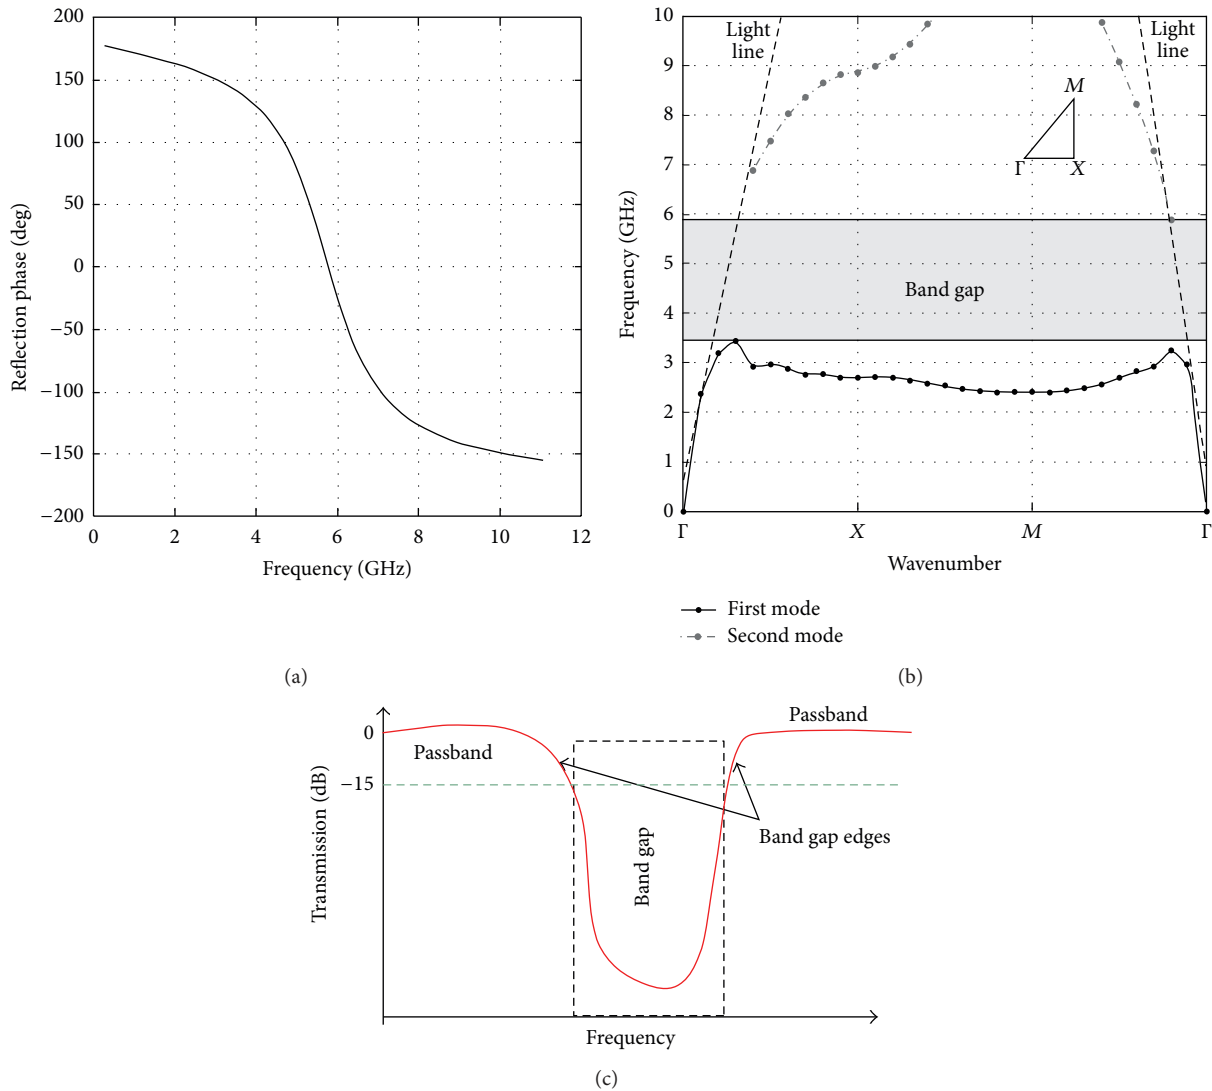 200
150
100
50
0
−50
−100
−150
−200
Reflection phase (deg)
0 2 4 6 8 10 12
Frequency (GHz)
(a)
10
9
8
7
6
5
4
3
2
1
0
Frequency (GHz)
Light
line
Light
line
M
Γ X
Band gap
Γ X M Γ
Wavenumber
First mode
Second mode
(b)
0
−15
Transmission (dB)
Passband
Passband
Band gap
Band gap edges
Frequency
(c)